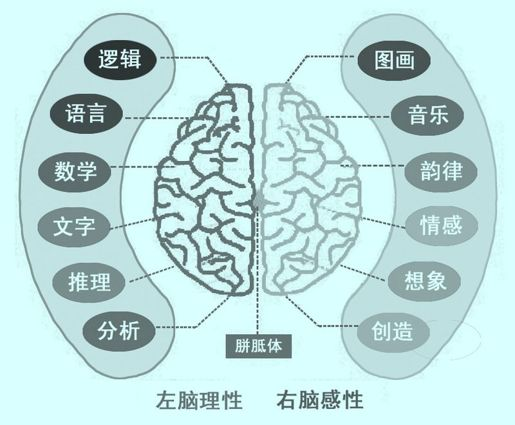 逻辑
图画
语言
音乐
数学
韵律
文字
情感
推理
想象
分析
创造
胼胝体
左脑理性 右脑感性